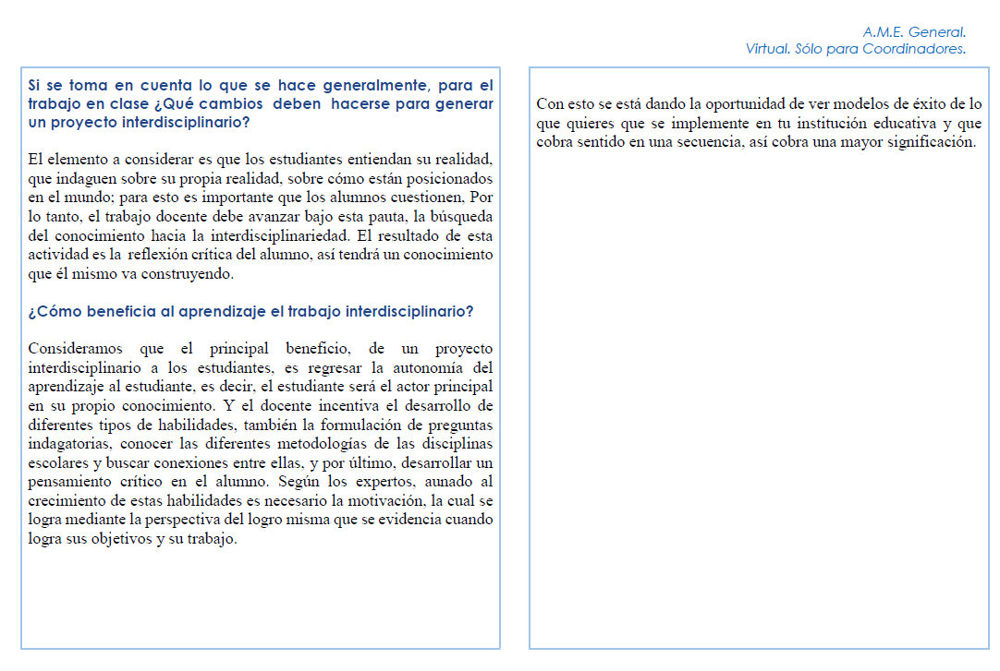 A.M.E. General.
Virtual. Sólo para Coordinadores.
Si se toma en cuenta lo que se hace generalmente, para el
trabajo en clase ¿Qué cambios deben hacerse para generar
un proyecto interdisciplinario?
El elemento a considerar es que los estudiantes entiendan su realidad,
que indaguen sobre su propia realidad, sobre cómo están posicionados
en el mundo; para esto es importante que los alumnos cuestionen, Por
lo tanto, el trabajo docente debe avanzar bajo esta pauta, la búsqueda
del conocimiento hacia la interdisciplinariedad. El resultado de esta
actividad es la reflexión crítica del alumno, así tendrá un conocimiento
que él mismo va construyendo.
¿Cómo beneficia al aprendizaje el trabajo interdisciplinario?
Consideramos que el principal beneficio, de un proyecto
interdisciplinario a los estudiantes, es regresar la autonomía del
aprendizaje al estudiante, es decir, el estudiante será el actor principal
en su propio conocimiento. Y el docente incentiva el desarrollo de
diferentes tipos de habilidades, también la formulación de preguntas
indagatorias, conocer las diferentes metodologías de las disciplinas
escolares y buscar conexiones entre ellas, y por último, desarrollar un
pensamiento crítico en el alumno. Según los expertos, aunado al
crecimiento de estas habilidades es necesario la motivación, la cual se
logra mediante la perspectiva del logro misma que se evidencia cuando
logra sus objetivos y su trabajo.
Con esto se está dando la oportunidad de ver modelos de éxito de lo
que quieres que se implemente en tu institución educativa y que
cobra sentido en una secuencia, así cobra una mayor significación.